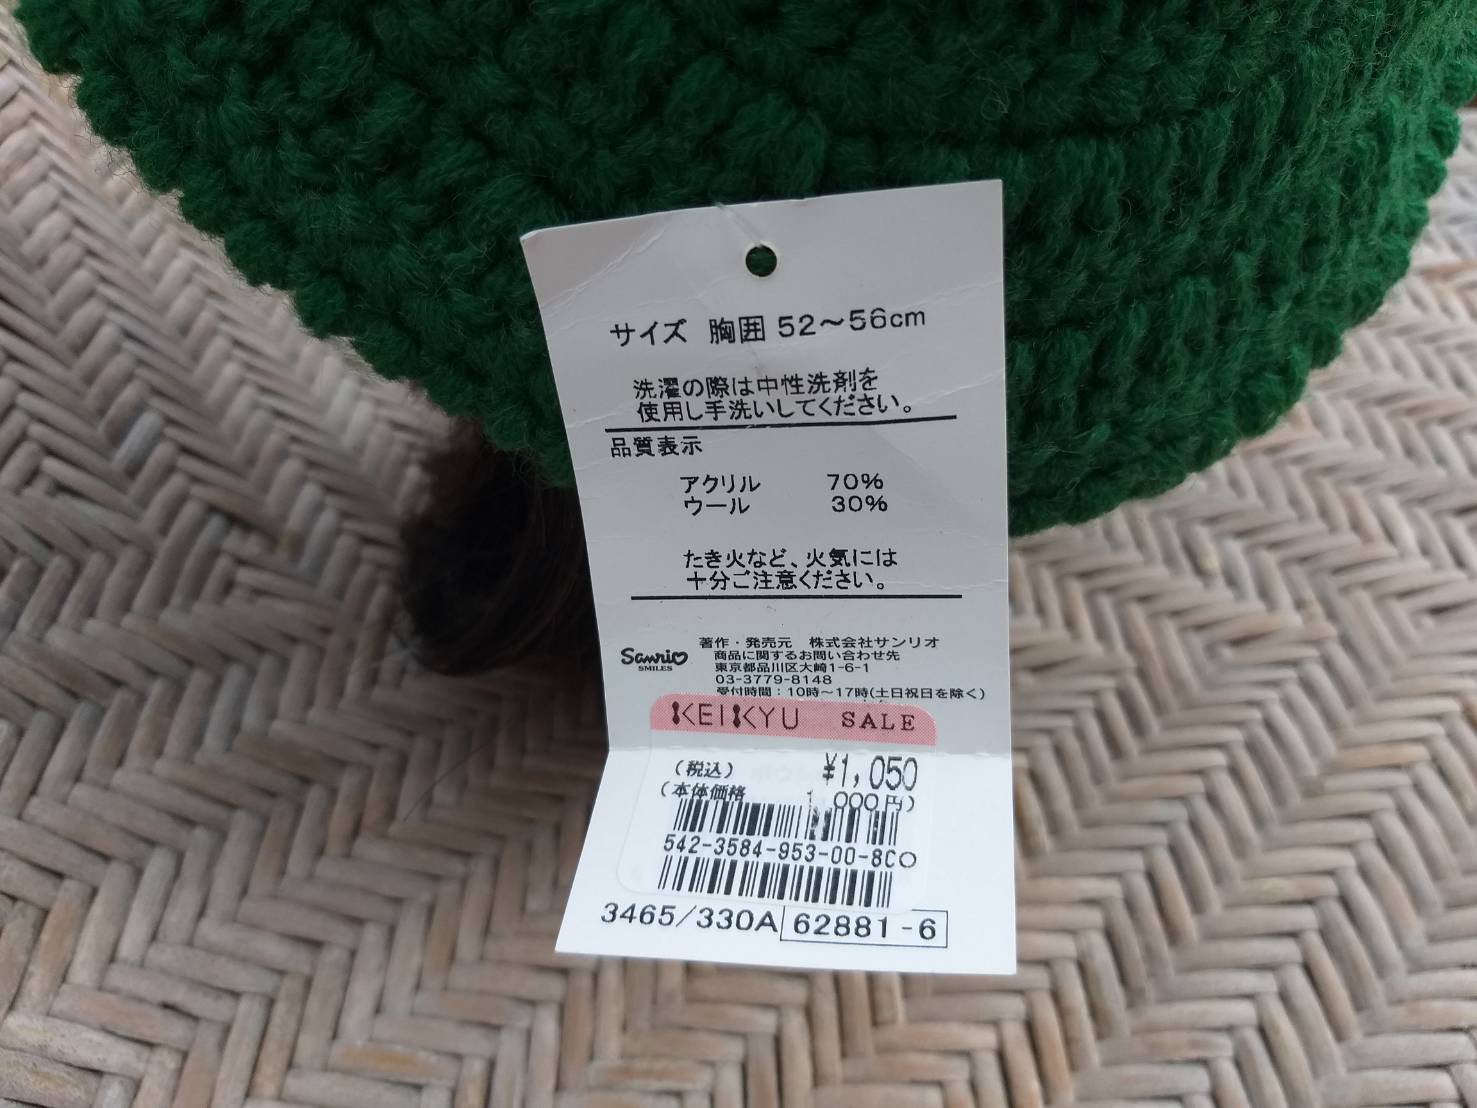 サイズ 胸囲 52〜56cm
洗濯の際は中性洗剤を
使用し手洗いしてください。
品質表示
アクリル 70%
ウール 30%
たき火など、火気には
十分ご注意ください。
著作・発売元 株式会社サンリオ
商品に関するお問い合わせ先
東京都品川区大崎1-6-1
03-3779-8148
受付時間：10時〜17時(土日祝日を除く)
Sanrio
SMILES
KEIKYU SALE
(税込) ¥1,050
(本体価格 1,000円)
542-3584-953-00-8CO
3465/330A 62881-6